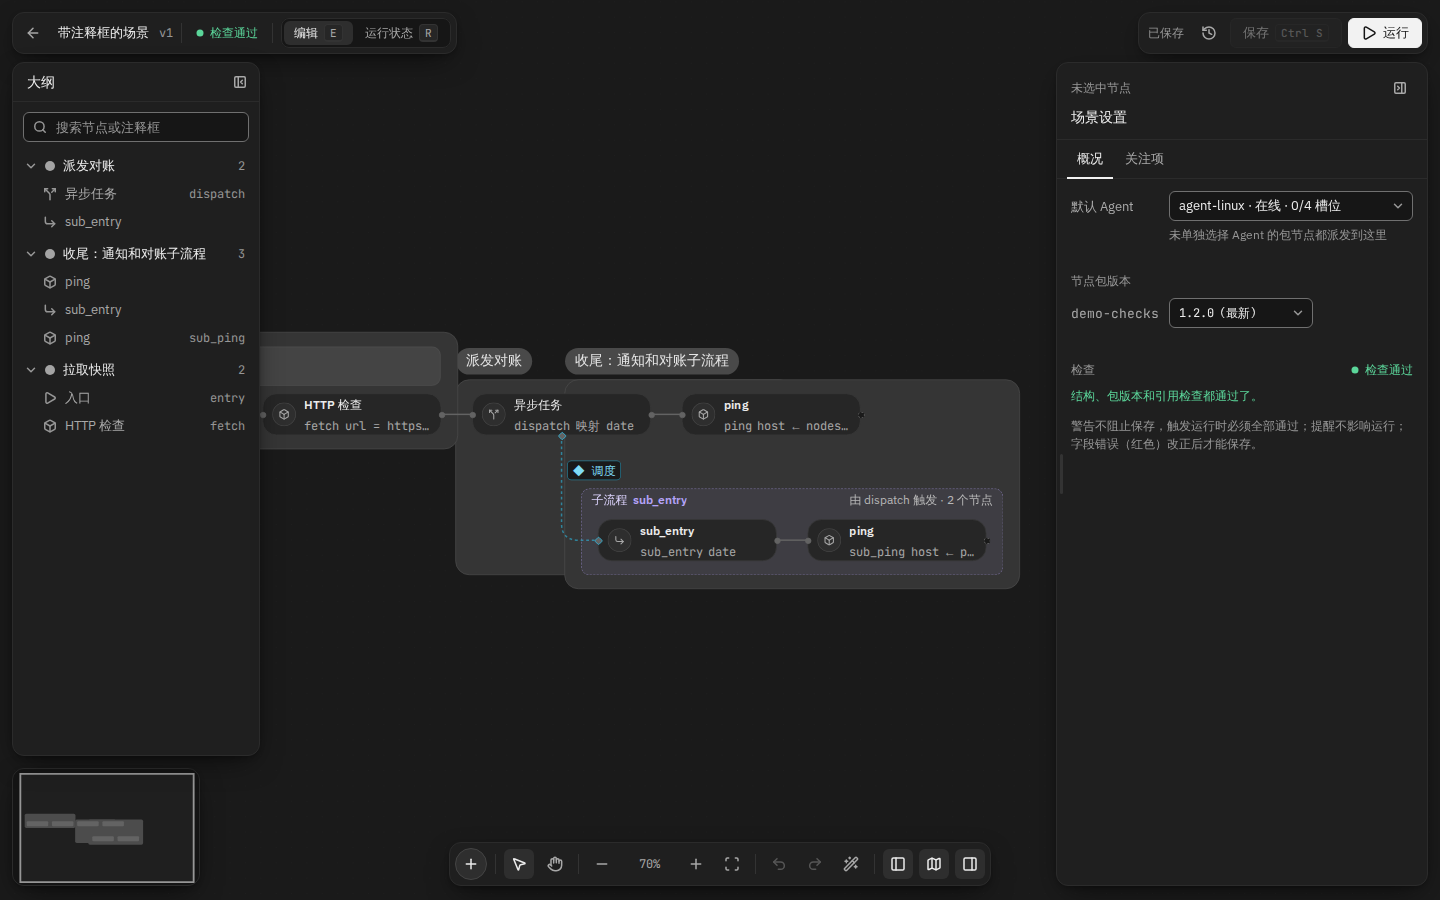 带注释框的场景 v1 检查通过 编辑 E 运行状态 R
已保存 保存 Ctrl S 运行
大纲
搜索节点或注释框
派发对账 2
异步任务 dispatch
sub_entry
收尾：通知和对账子流程 3
ping
sub_entry
ping sub_ping
拉取快照 2
入口 entry
HTTP 检查 fetch
派发对账
收尾：通知和对账子流程
HTTP 检查
fetch url = https…
异步任务
dispatch 映射 date
ping
ping host ← nodes…
调度
子流程 sub_entry
由 dispatch 触发 · 2 个节点
sub_entry
sub_entry date
ping
sub_ping host ← p…
70%
未选中节点
场景设置
概况 关注项
默认 Agent agent-linux · 在线 · 0/4 槽位
未单独选择 Agent 的包节点都派发到这里
节点包版本
demo-checks 1.2.0 (最新)
检查 检查通过
结构、包版本和引用检查都通过了。
警告不阻止保存，触发运行时必须全部通过；提醒不影响运行；
字段错误（红色）改正后才能保存。